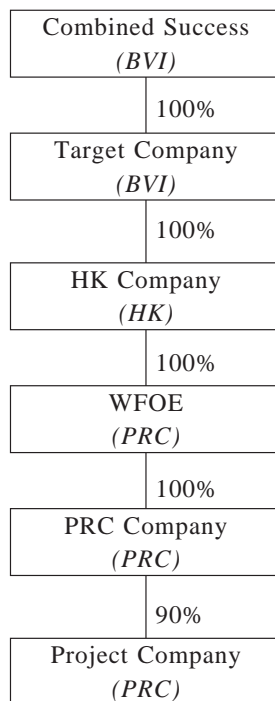 Combined Success
(BVI)
100%
Target Company
(BVI)
100%
HK Company
(HK)
100%
WFOE
(PRC)
100%
PRC Company
(PRC)
90%
Project Company
(PRC)